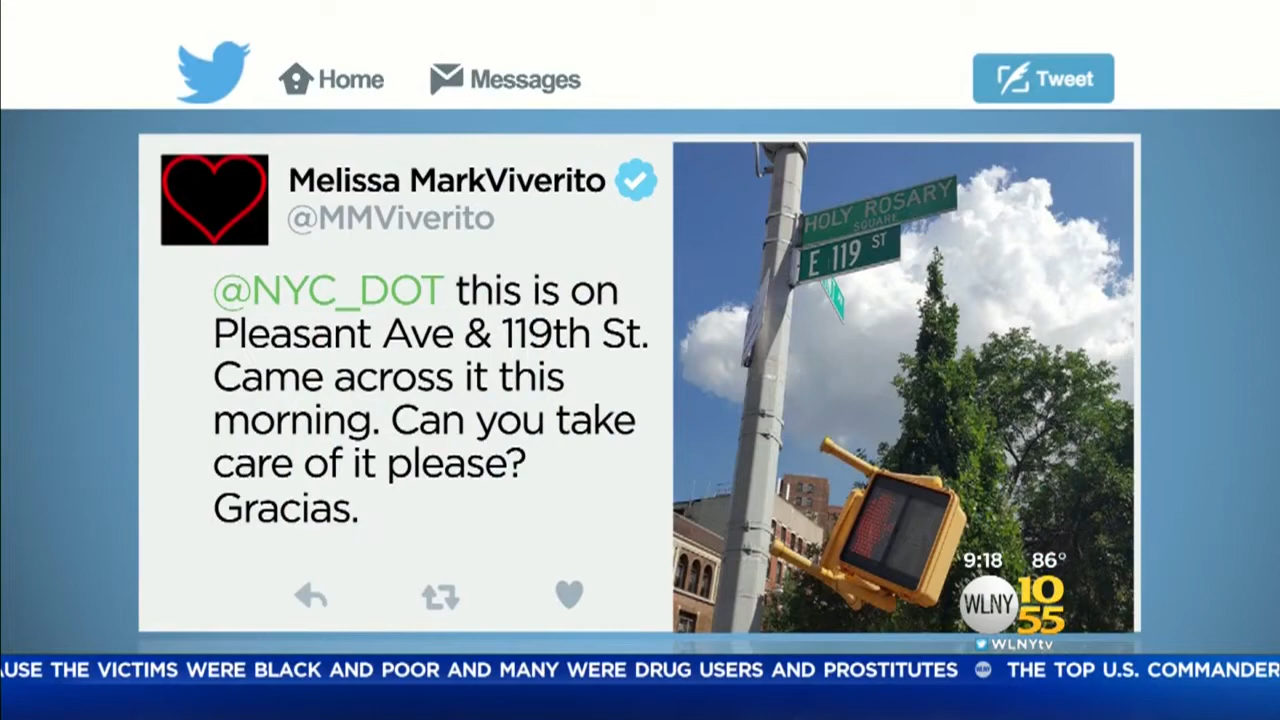 Home
Messages
Tweet
Melissa MarkViverito
@MMViverito
@NYC_DOT this is on
Pleasant Ave & 119th St.
Came across it this
morning. Can you take
care of it please?
Gracias.
HOLY ROSARY
SQUARE
E 119 ST
9:18 86°
WLNY 10
55
WLNYtv
USE THE VICTIMS WERE BLACK AND POOR AND MANY WERE DRUG USERS AND PROSTITUTES WLNY THE TOP U.S. COMMANDER